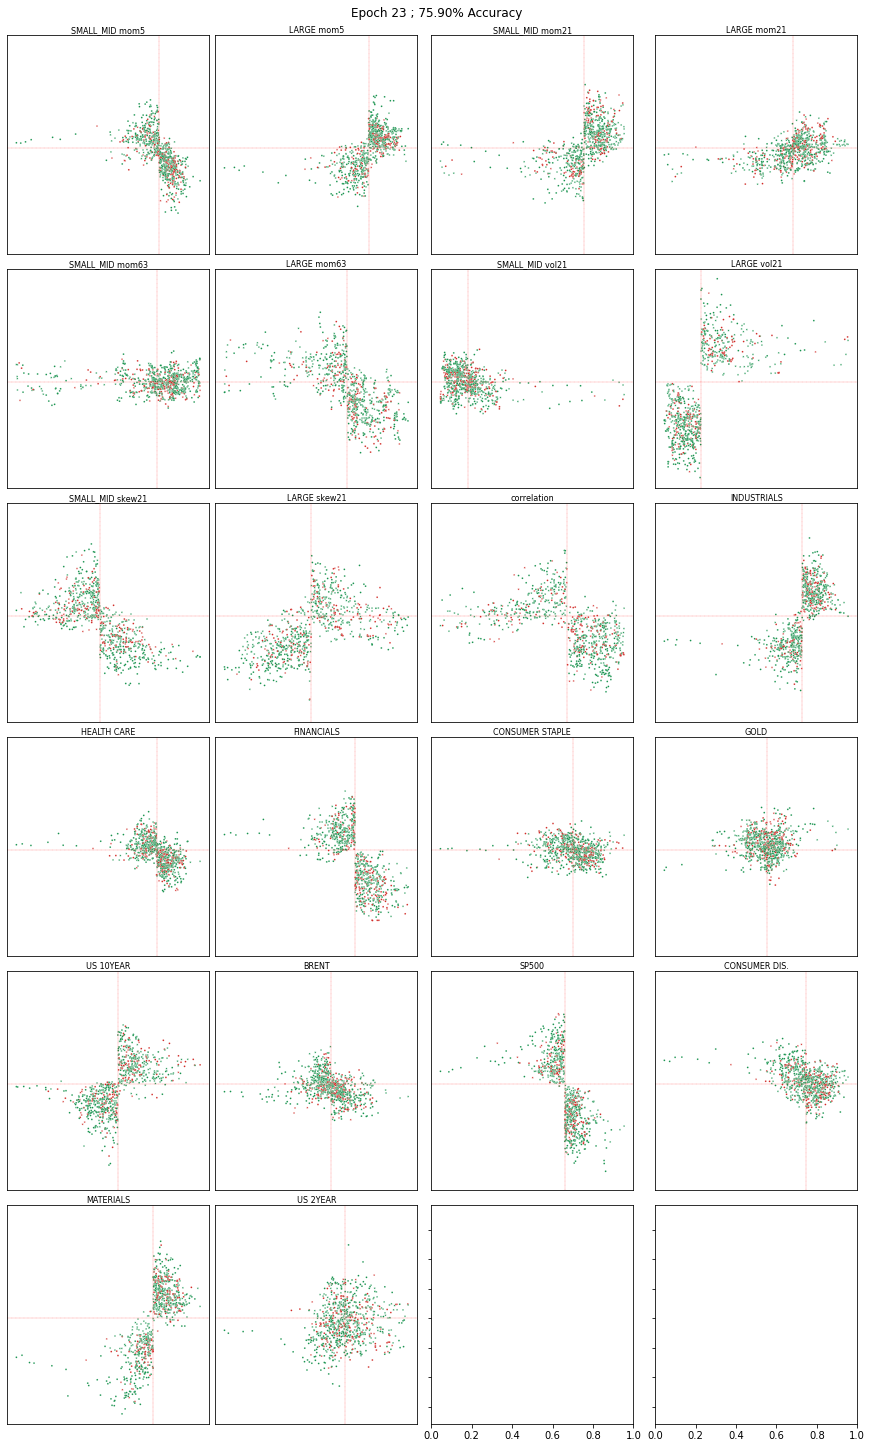 Epoch 23 ; 75.90% Accuracy
SMALL_MID mom5
LARGE mom5
SMALL_MID mom21
LARGE mom21
SMALL_MID mom63
LARGE mom63
SMALL_MID vol21
LARGE vol21
SMALL_MID skew21
LARGE skew21
correlation
INDUSTRIALS
HEALTH CARE
FINANCIALS
CONSUMER STAPLE
GOLD
US 10YEAR
BRENT
SP500
CONSUMER DIS.
MATERIALS
US 2YEAR
0.0 0.2 0.4 0.6 0.8 1.0
0.0 0.2 0.4 0.6 0.8 1.0